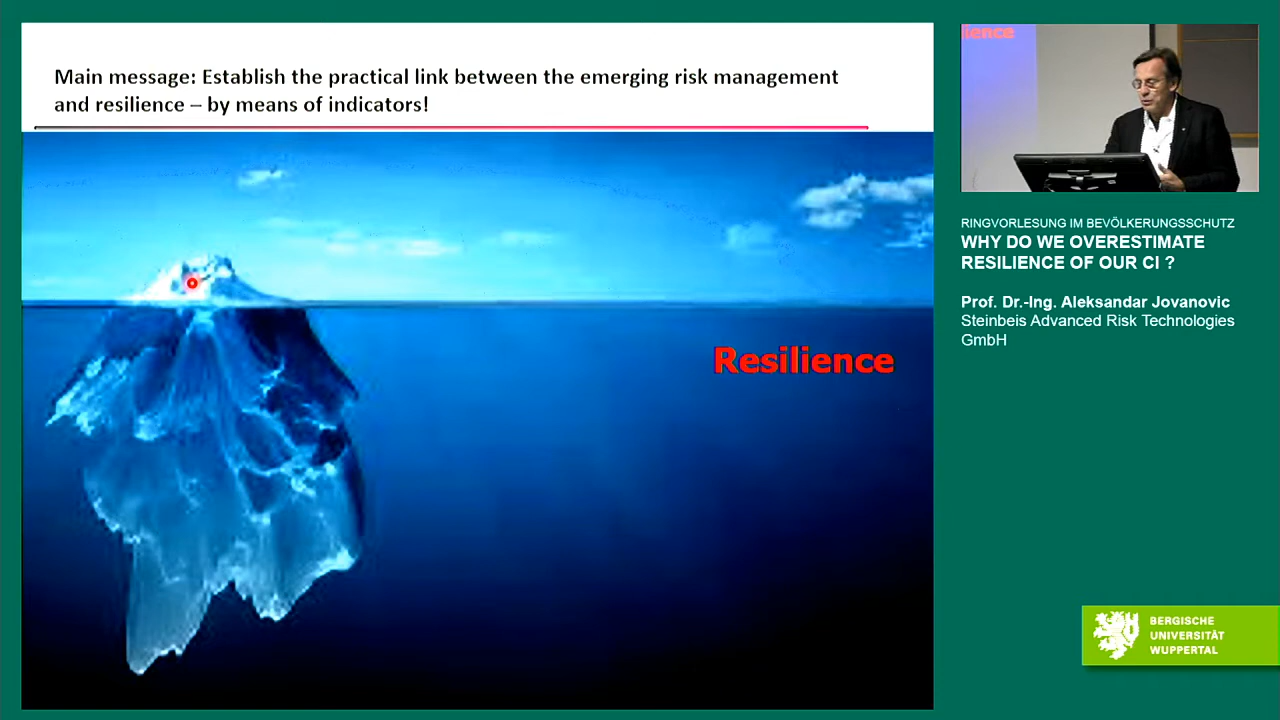 Main message: Establish the practical link between the emerging risk management
and resilience – by means of indicators!
Resilience
ience
RINGVORLESUNG IM BEVÖLKERUNGSSCHUTZ
WHY DO WE OVERESTIMATE
RESILIENCE OF OUR CI ?
Prof. Dr.-Ing. Aleksandar Jovanovic
Steinbeis Advanced Risk Technologies
GmbH
BERGISCHE
UNIVERSITÄT
WUPPERTAL